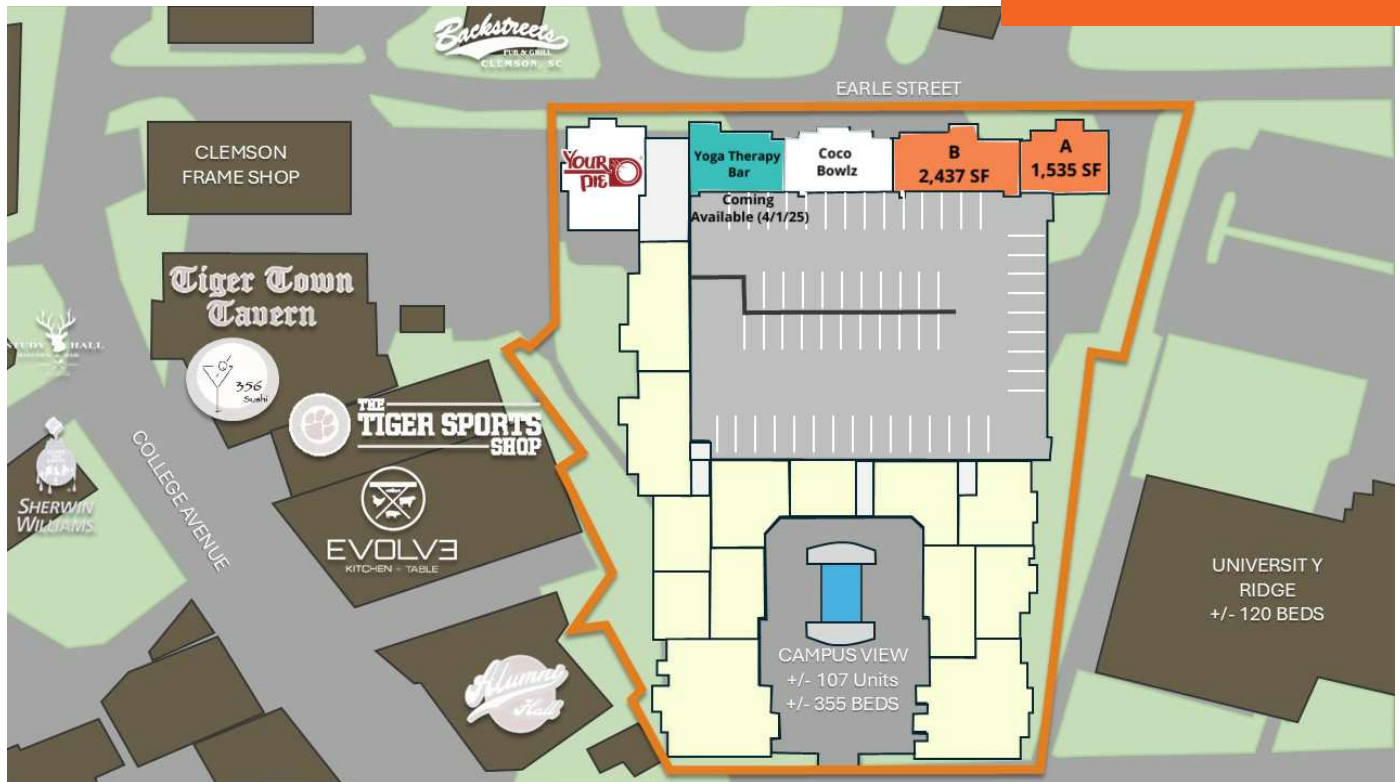 Backstreets
PUB & GRILL
CLEMSON, SC
EARLE STREET
CLEMSON
FRAME SHOP
YOUR
PIE
Yoga Therapy
Bar
Coco
Bowlz
B
2,437 SF
A
1,535 SF
Coming
Available (4/1/25)
Tiger Town
Tavern
STUDY HALL
356
Sushi
THE
TIGER SPORTS
SHOP
COLLEGE AVENUE
SHERWIN
WILLIAMS
EVOLVE
KITCHEN + TABLE
UNIVERSITY
RIDGE
+/- 120 BEDS
CAMPUS VIEW
+/- 107 Units
+/- 355 BEDS
Alumni
Hall